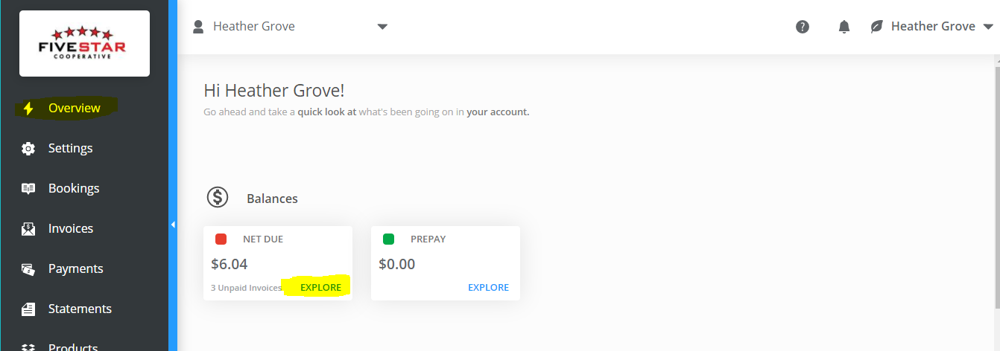 FIVESTAR
COOPERATIVE
Heather Grove
?
Heather Grove
Overview
Settings
Bookings
Invoices
Payments
Statements
Products
Hi Heather Grove!
Go ahead and take a quick look at what's been going on in your account.
$ Balances
NET DUE
$6.04
3 Unpaid Invoices EXPLORE
PREPAY
$0.00
EXPLORE